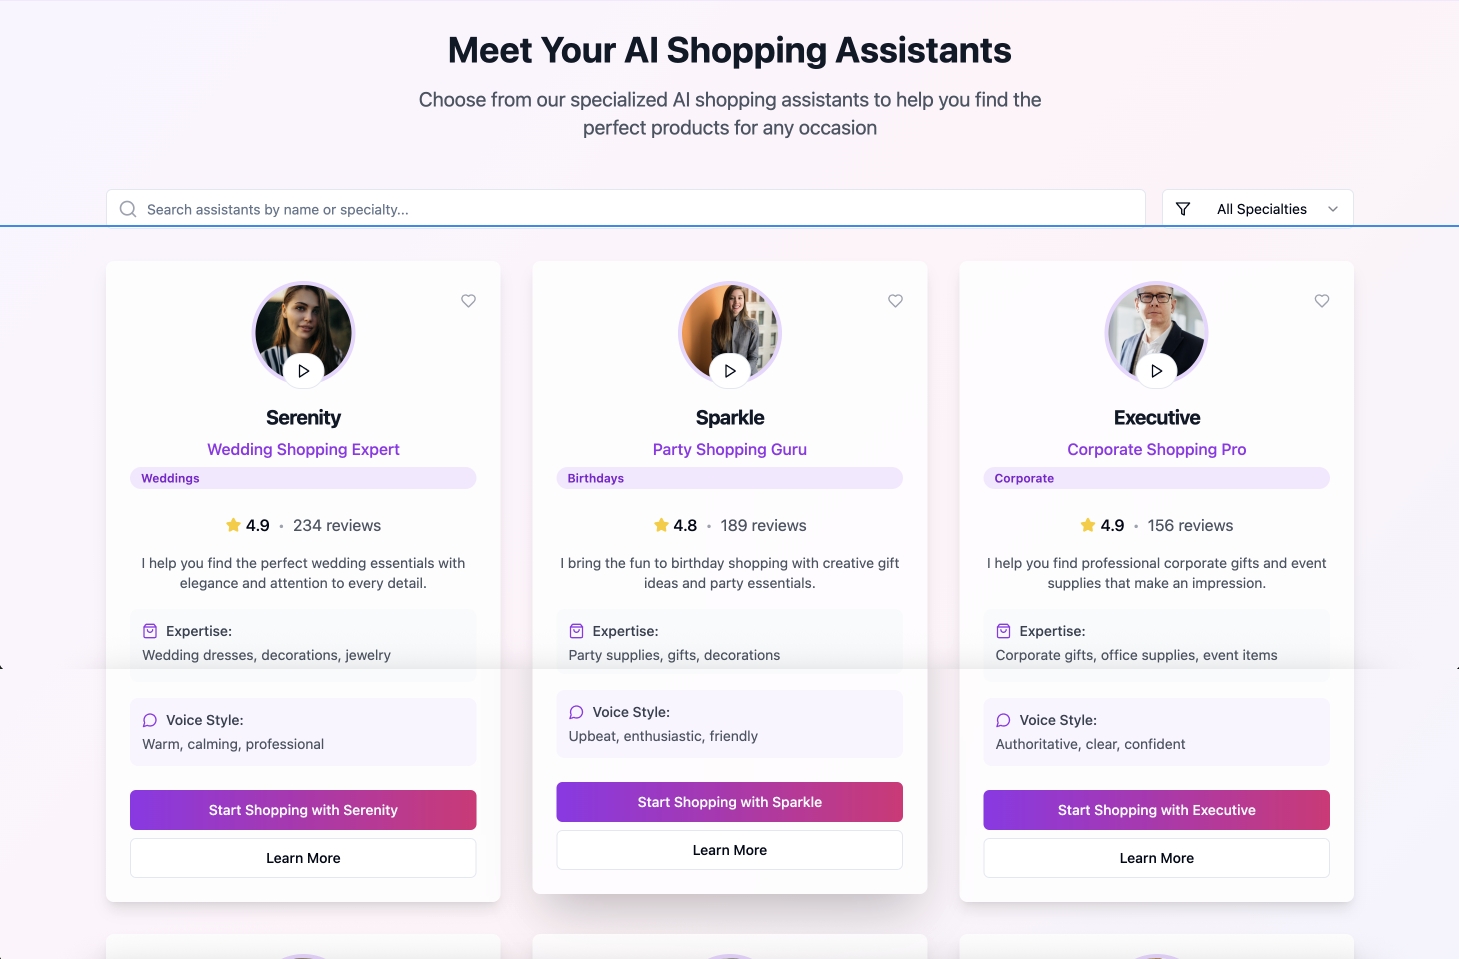 Meet Your AI Shopping Assistants
Choose from our specialized AI shopping assistants to help you find the
perfect products for any occasion
Search assistants by name or specialty...
All Specialties
Serenity
Wedding Shopping Expert
Weddings
4.9 • 234 reviews
I help you find the perfect wedding essentials with
elegance and attention to every detail.
Expertise:
Wedding dresses, decorations, jewelry
Voice Style:
Warm, calming, professional
Start Shopping with Serenity
Learn More
Sparkle
Party Shopping Guru
Birthdays
4.8 • 189 reviews
I bring the fun to birthday shopping with creative gift
ideas and party essentials.
Expertise:
Party supplies, gifts, decorations
Voice Style:
Upbeat, enthusiastic, friendly
Start Shopping with Sparkle
Learn More
Executive
Corporate Shopping Pro
Corporate
4.9 • 156 reviews
I help you find professional corporate gifts and event
supplies that make an impression.
Expertise:
Corporate gifts, office supplies, event items
Voice Style:
Authoritative, clear, confident
Start Shopping with Executive
Learn More